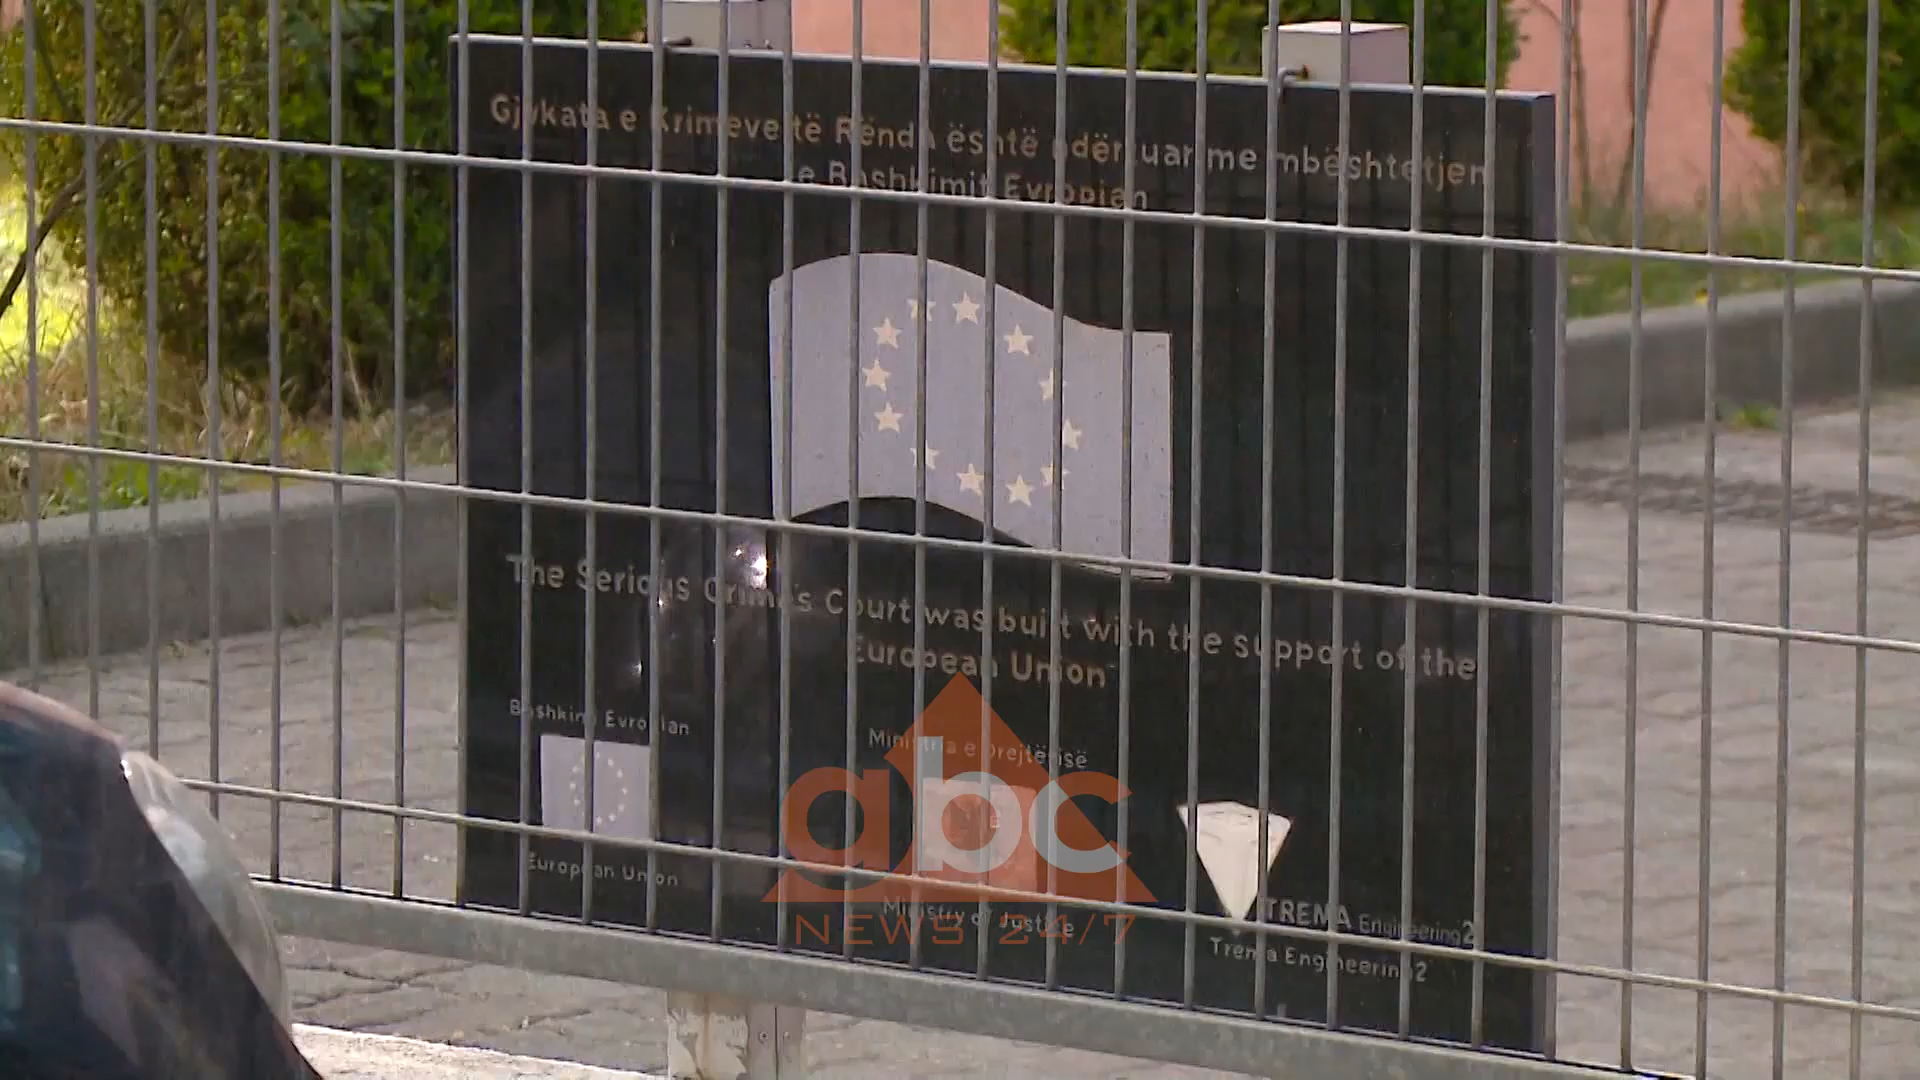 Gjykata e Krimeve të Rënda është ndërtuar me mbështetjen
e Bashkimit Evropian
The Serious Crimes Court was built with the support of the
European Union
Bashkimi Evropian
Ministria e Drejtësisë
European Union
Ministry of Justice
TREMA Engineering2
Trema Engineering2
abc
NEWS 24/7